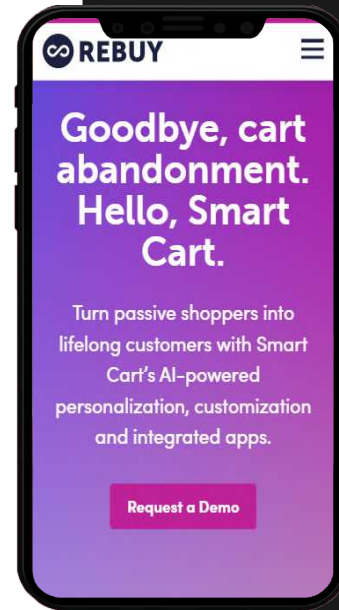 REBUY
Goodbye, cart
abandonment.
Hello, Smart
Cart.
Turn passive shoppers into
lifelong customers with Smart
Cart's AI-powered
personalization, customization
and integrated apps.
Request a Demo